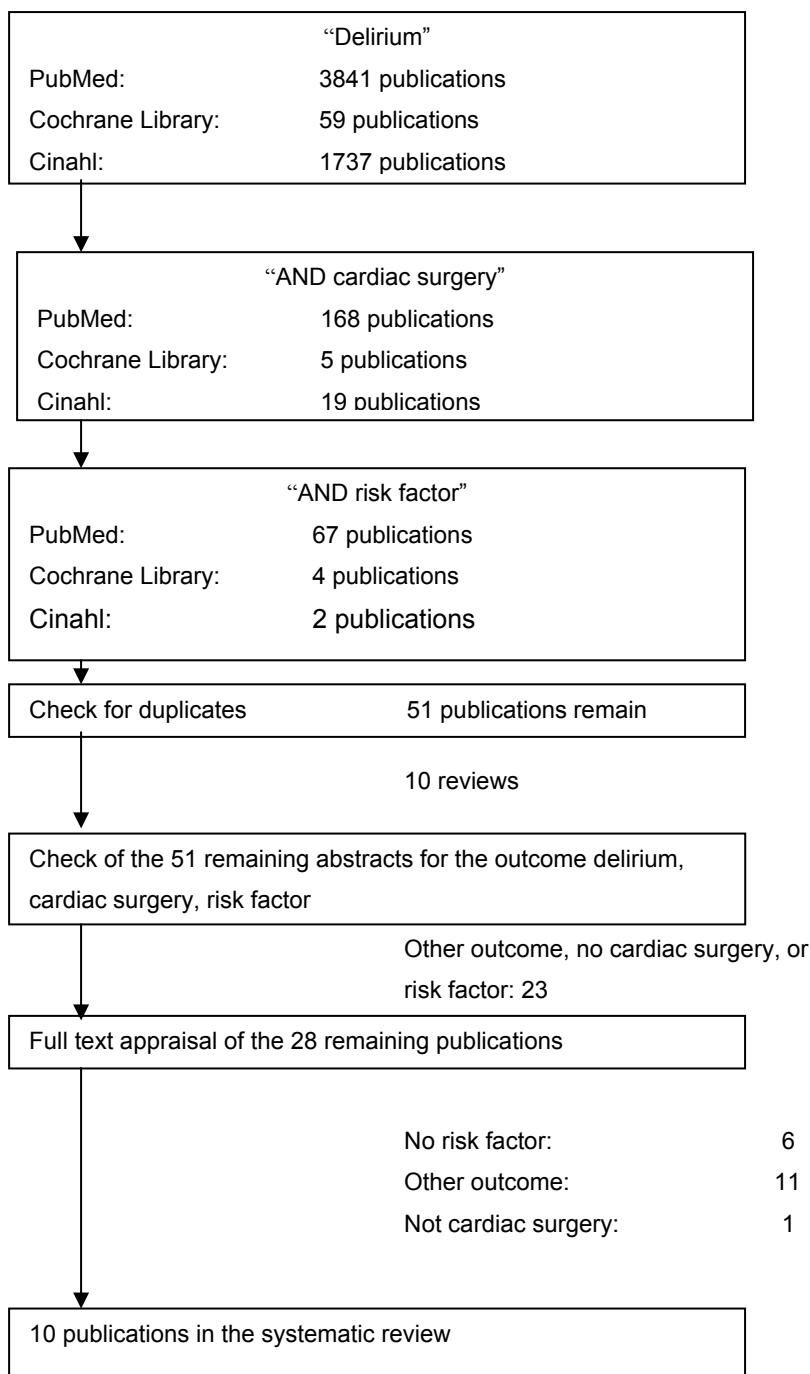 “Delirium”
PubMed: 3841 publications
Cochrane Library: 59 publications
Cinahl: 1737 publications
“AND cardiac surgery”
PubMed: 168 publications
Cochrane Library: 5 publications
Cinahl: 19 publications
“AND risk factor”
PubMed: 67 publications
Cochrane Library: 4 publications
Cinahl: 2 publications
Check for duplicates 51 publications remain
10 reviews
Check of the 51 remaining abstracts for the outcome delirium,
cardiac surgery, risk factor
Other outcome, no cardiac surgery, or
risk factor: 23
Full text appraisal of the 28 remaining publications
No risk factor: 6
Other outcome: 11
Not cardiac surgery: 1
10 publications in the systematic review